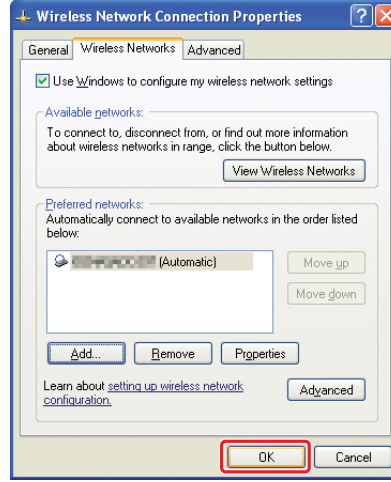 Wireless Network Connection Properties
General Wireless Networks Advanced
Use Windows to configure my wireless network settings
Available networks:
To connect to, disconnect from, or find out more information
about wireless networks in range, click the button below.
View Wireless Networks
Preferred networks:
Automatically connect to available networks in the order listed
below:
(Automatic)
Move up
Move down
Add... Remove Properties
Learn about setting up wireless network
configuration.
Advanced
OK Cancel